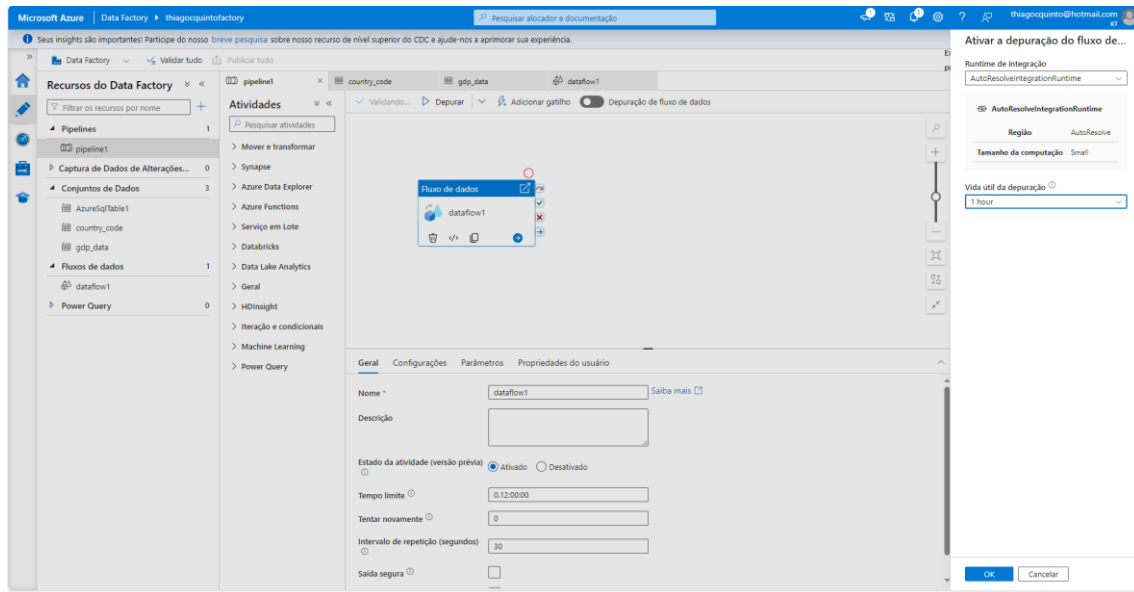 Microsoft Azure Data Factory thiagocquintofactory
Pesquisar alocador e documentação
1
1
thiagocquinto@hotmail.com
KT
Seus insights são importantes! Participe do nosso breve pesquisa sobre nosso recurso de nível superior do CDC e ajude-nos a aprimorar sua experiência.
Data Factory
Validar tudo
Publicar tudo
Recursos do Data Factory
Filtrar os recursos por nome
Pipelines 1
pipeline1
Captura de Dados de Alterações... 0
Conjuntos de Dados 3
AzureSqlTable1
country_code
gdp_data
Fluxos de dados 1
dataflow1
Power Query 0
pipeline1
country_code
gdp_data
dataflow1
Atividades
Pesquisar atividades
Mover e transformar
Synapse
Azure Data Explorer
Azure Functions
Serviço em Lote
Databricks
Data Lake Analytics
Geral
HDInsight
Iteração e condicionais
Machine Learning
Power Query
Validando...
Depurar
Adicionar gatilho
Depuração de fluxo de dados
Fluxo de dados
dataflow1
Geral Configurações Parâmetros Propriedades do usuário
Nome *
dataflow1
Saiba mais
Descrição
Estado da atividade (versão prévia)
Ativado
Desativado
Tempo limite
0.12:00:00
Tentar novamente
0
Intervalo de repetição (segundos)
30
Saída segura
Ativar a depuração do fluxo de...
Runtime de integração
AutoResolveIntegrationRuntime
AutoResolveIntegrationRuntime
Região AutoResolve
Tamanho da computação Small
Vida útil da depuração
1 hour
OK
Cancelar